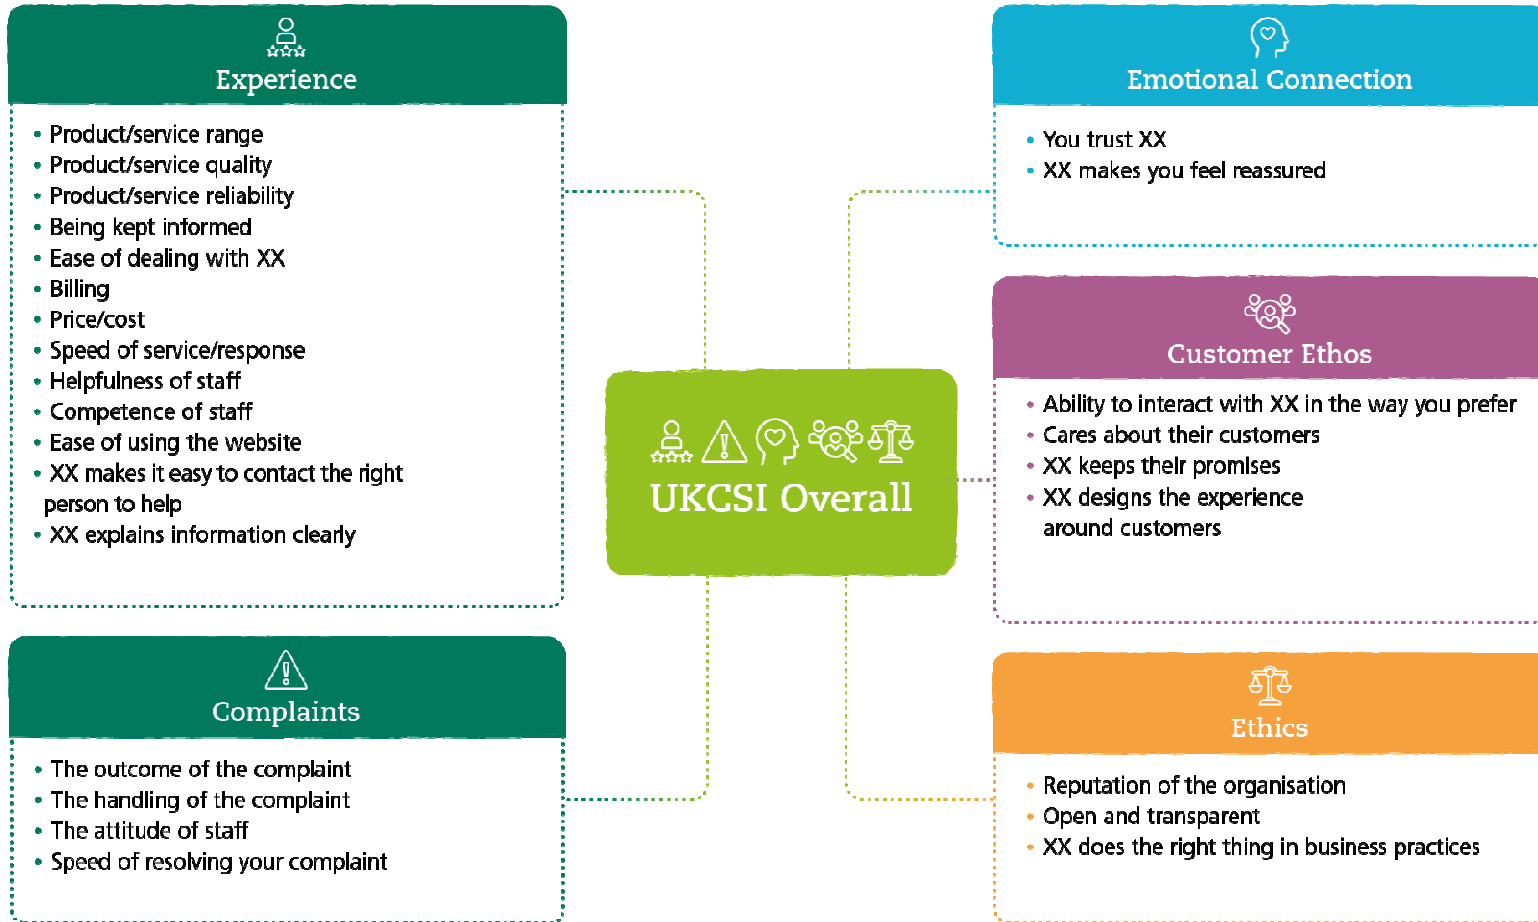 Experience
• Product/service range
• Product/service quality
• Product/service reliability
• Being kept informed
• Ease of dealing with XX
• Billing
• Price/cost
• Speed of service/response
• Helpfulness of staff
• Competence of staff
• Ease of using the website
• XX makes it easy to contact the right
person to help
• XX explains information clearly
Complaints
• The outcome of the complaint
• The handling of the complaint
• The attitude of staff
• Speed of resolving your complaint
UKCSI Overall
Emotional Connection
• You trust XX
• XX makes you feel reassured
Customer Ethos
• Ability to interact with XX in the way you prefer
• Cares about their customers
• XX keeps their promises
• XX designs the experience
around customers
Ethics
• Reputation of the organisation
• Open and transparent
• XX does the right thing in business practices